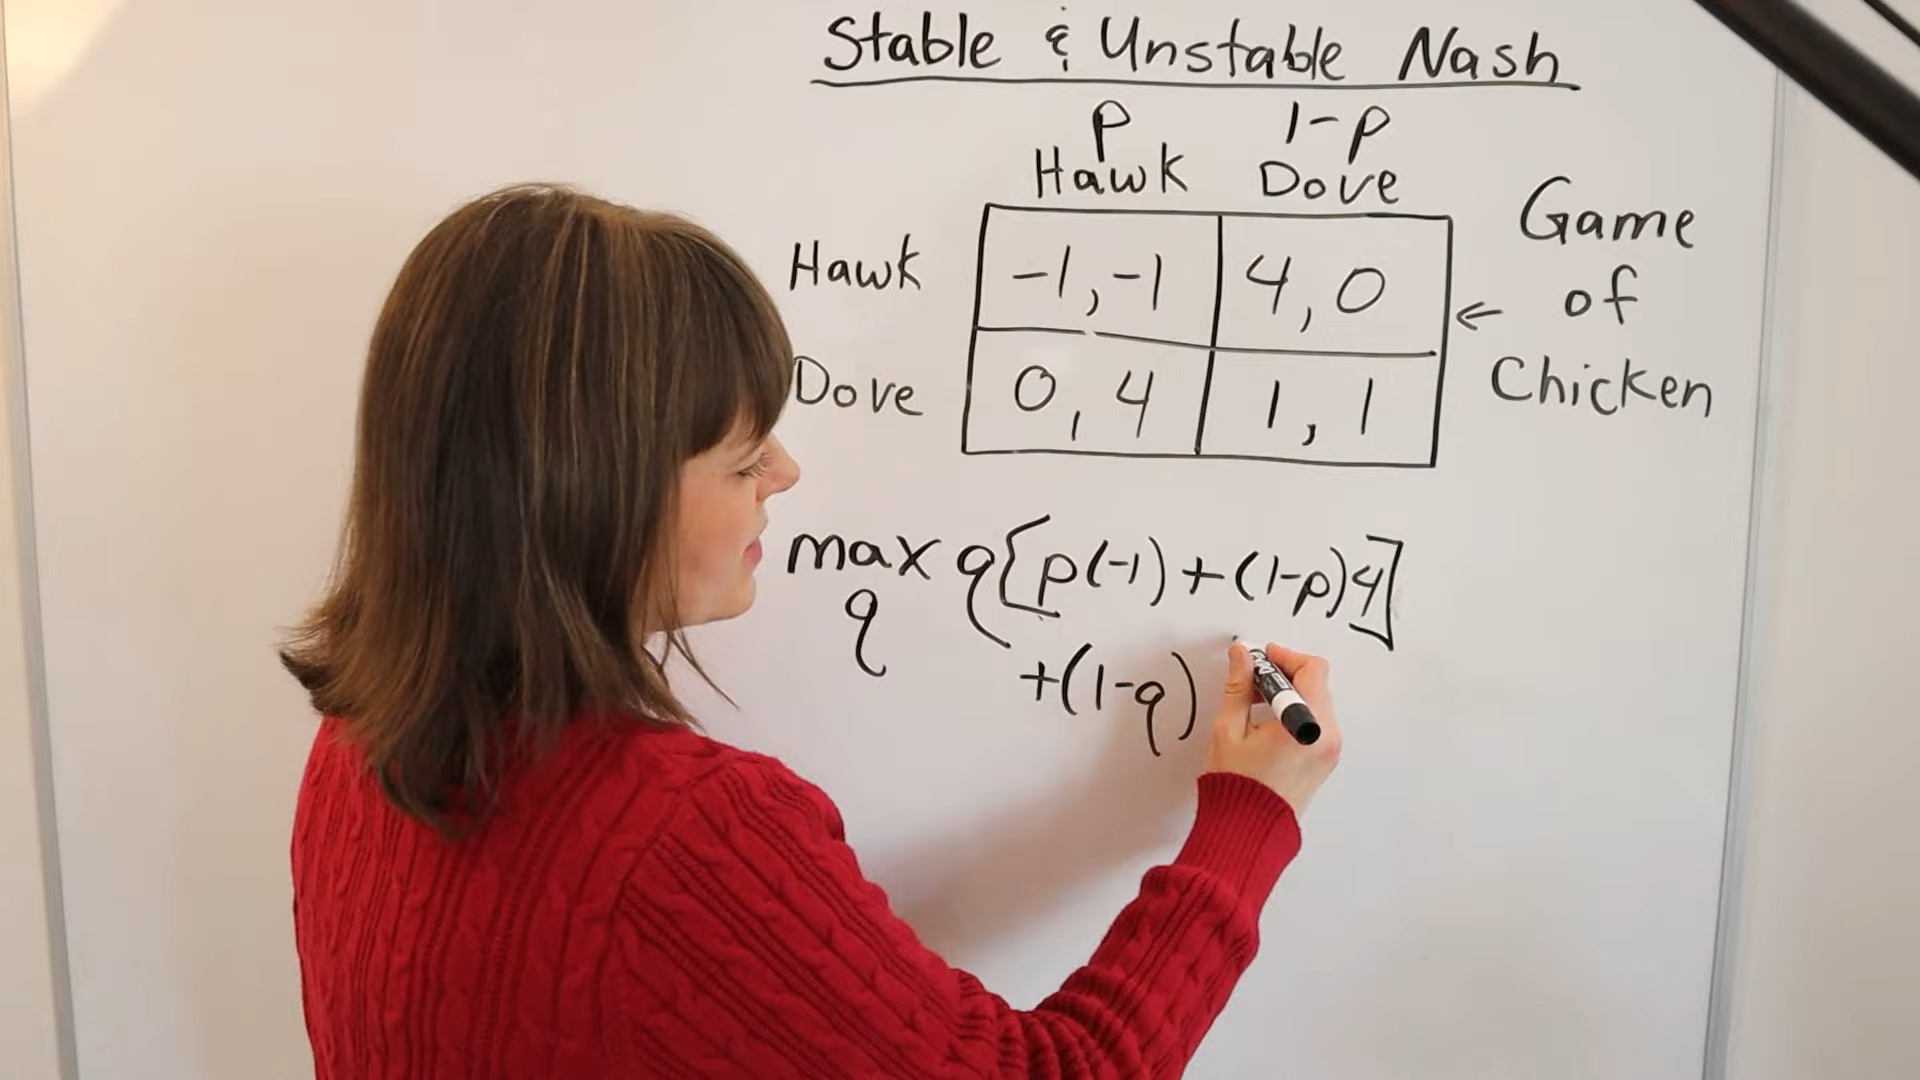 Stable & Unstable Nash
p 1-p
Hawk Dove
Hawk -1, -1 4, 0
Dove 0, 4 1, 1
Game
← of
Chicken
max q[p(-1)+(1-p)4]
q
+(1-q)